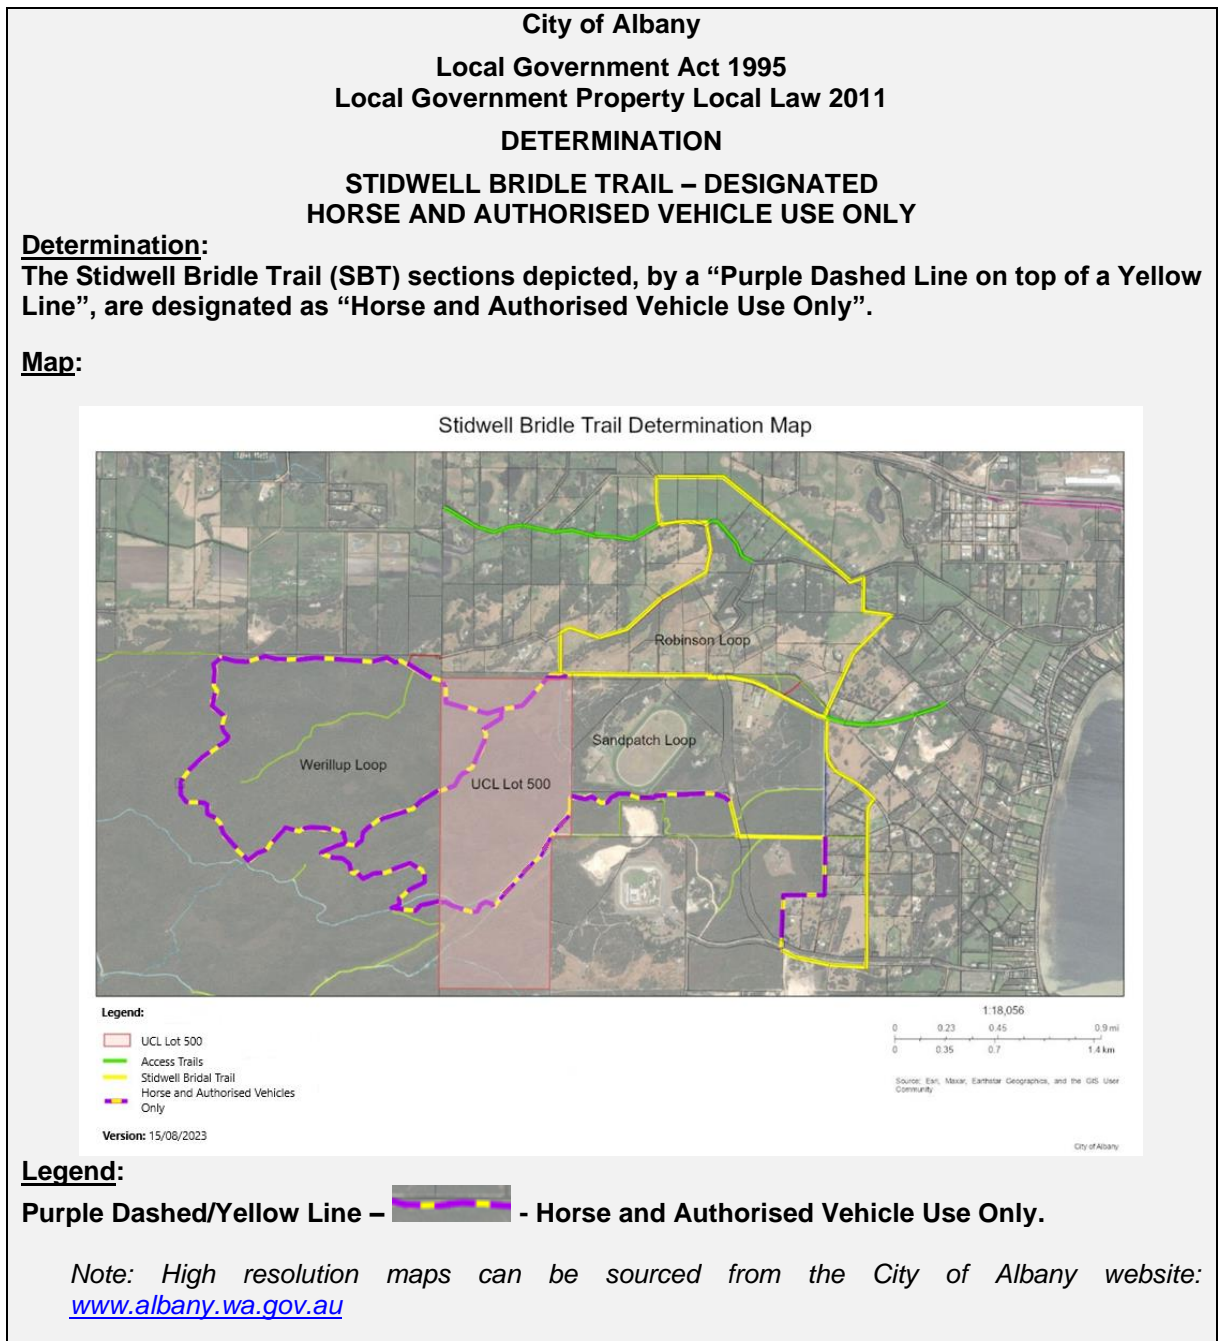 City of Albany
Local Government Act 1995
Local Government Property Local Law 2011
DETERMINATION
STIDWELL BRIDLE TRAIL – DESIGNATED
HORSE AND AUTHORISED VEHICLE USE ONLY
Determination:
The Stidwell Bridle Trail (SBT) sections depicted, by a “Purple Dashed Line on top of a Yellow
Line”, are designated as “Horse and Authorised Vehicle Use Only”.
Map:
Stidwell Bridle Trail Determination Map
Robinson Loop
Sandpatch Loop
Werillup Loop
UCL Lot 500
Legend:
UCL Lot 500
Access Trails
Stidwell Bridal Trail
Horse and Authorised Vehicles
Only
Version: 15/08/2023
1:18,056
0 0.23 0.45 0.9 mi
0 0.35 0.7 1.4 km
Source: Esri, Maxar, Earthstar Geographics, and the GIS User
Community
City of Albany
Legend:
Purple Dashed/Yellow Line – - Horse and Authorised Vehicle Use Only.
Note: High resolution maps can be sourced from the City of Albany website:
www.albany.wa.gov.au